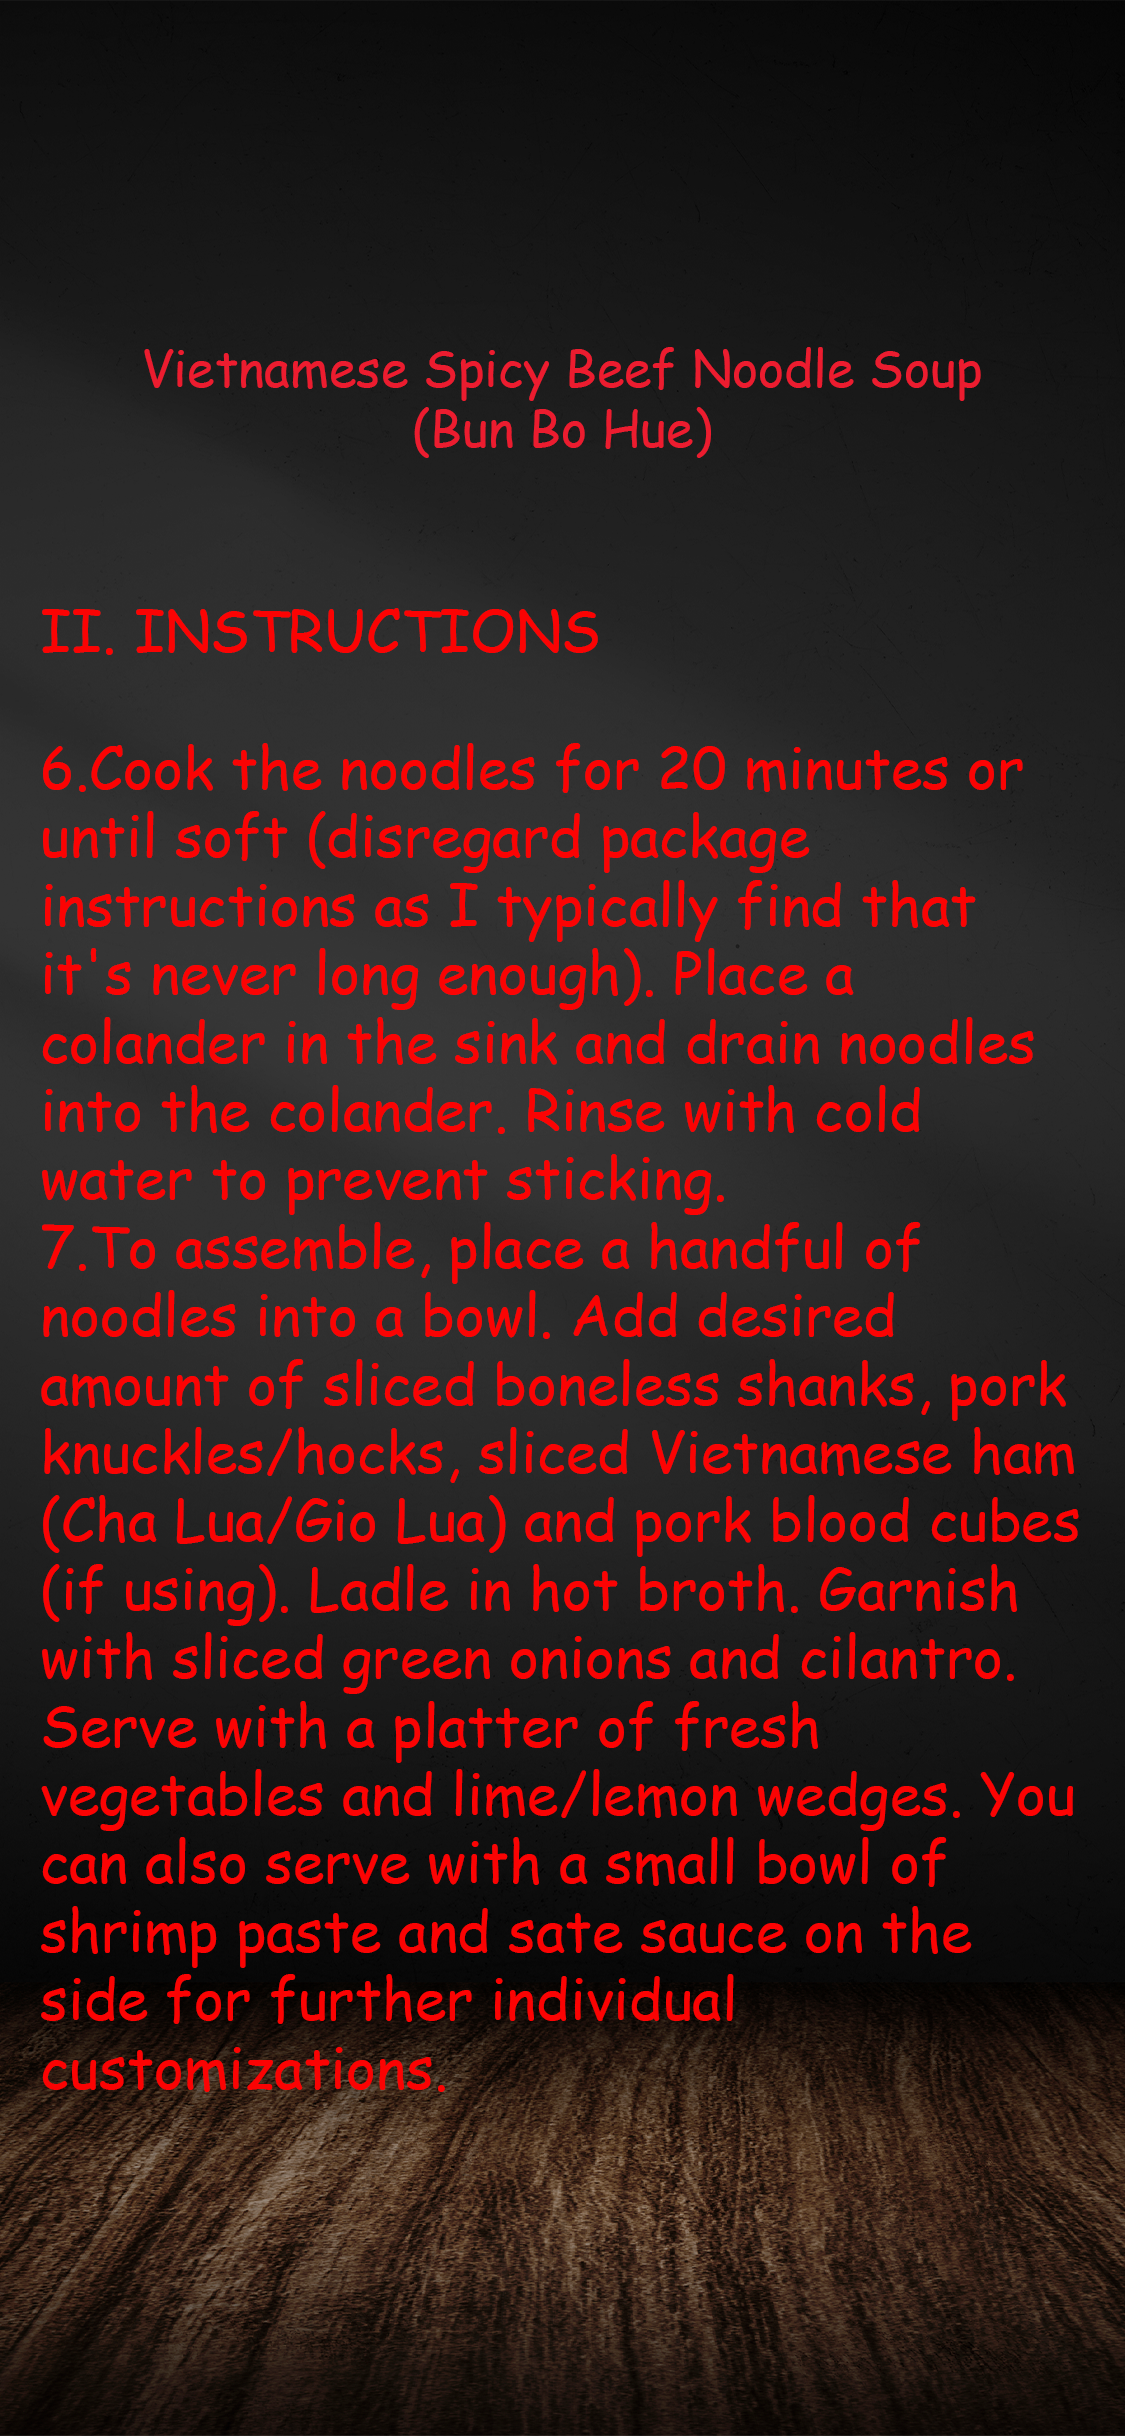 Vietnamese Spicy Beef Noodle Soup
(Bun Bo Hue)
II. INSTRUCTIONS
6.Cook the noodles for 20 minutes or
until soft (disregard package
instructions as I typically find that
it's never long enough). Place a
colander in the sink and drain noodles
into the colander. Rinse with cold
water to prevent sticking.
7.To assemble, place a handful of
noodles into a bowl. Add desired
amount of sliced boneless shanks, pork
knuckles/hocks, sliced Vietnamese ham
(Cha Lua/Gio Lua) and pork blood cubes
(if using). Ladle in hot broth. Garnish
with sliced green onions and cilantro.
Serve with a platter of fresh
vegetables and lime/lemon wedges. You
can also serve with a small bowl of
shrimp paste and sate sauce on the
side for further individual
customizations.